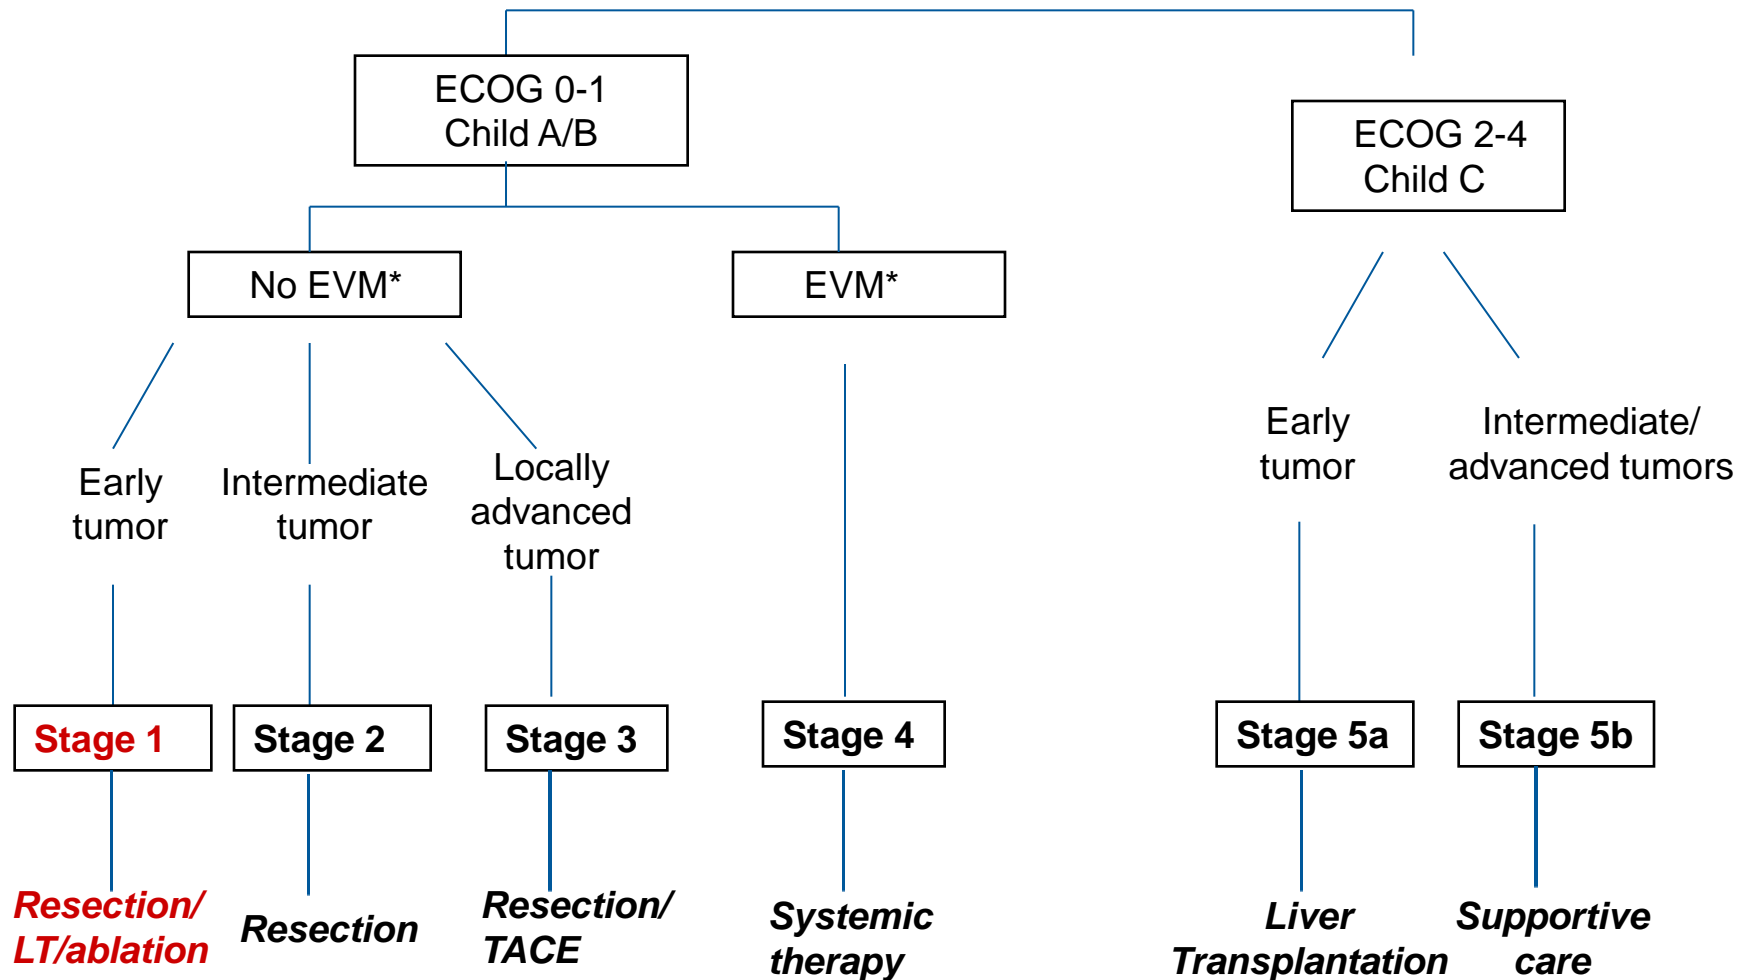 ECOG 0-1
Child A/B
ECOG 2-4
Child C
No EVM*
EVM*
Early
tumor
Intermediate
tumor
Locally
advanced
tumor
Early
tumor
Intermediate/
advanced tumors
Stage 1
Stage 2
Stage 3
Stage 4
Stage 5a
Stage 5b
Resection/
LT/ablation
Resection
Resection/
TACE
Systemic
therapy
Liver
Transplantation
Supportive
care